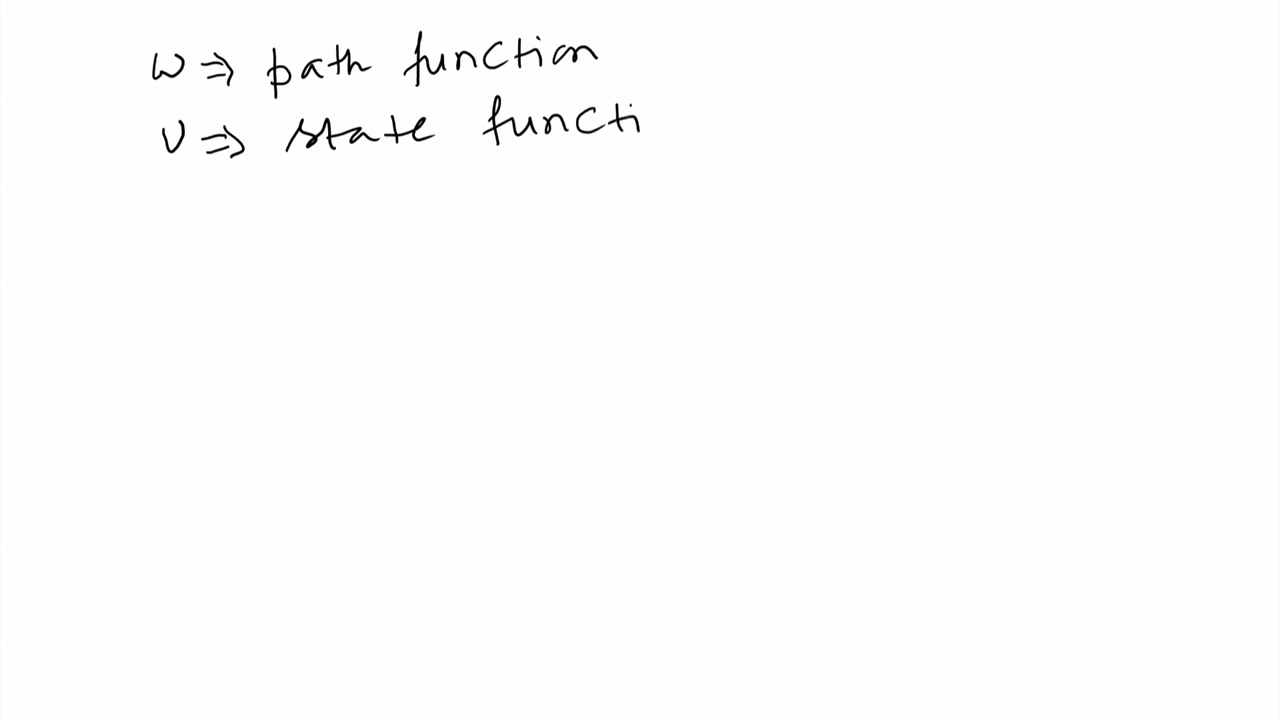 w ⇒ path function
U ⇒ state functi